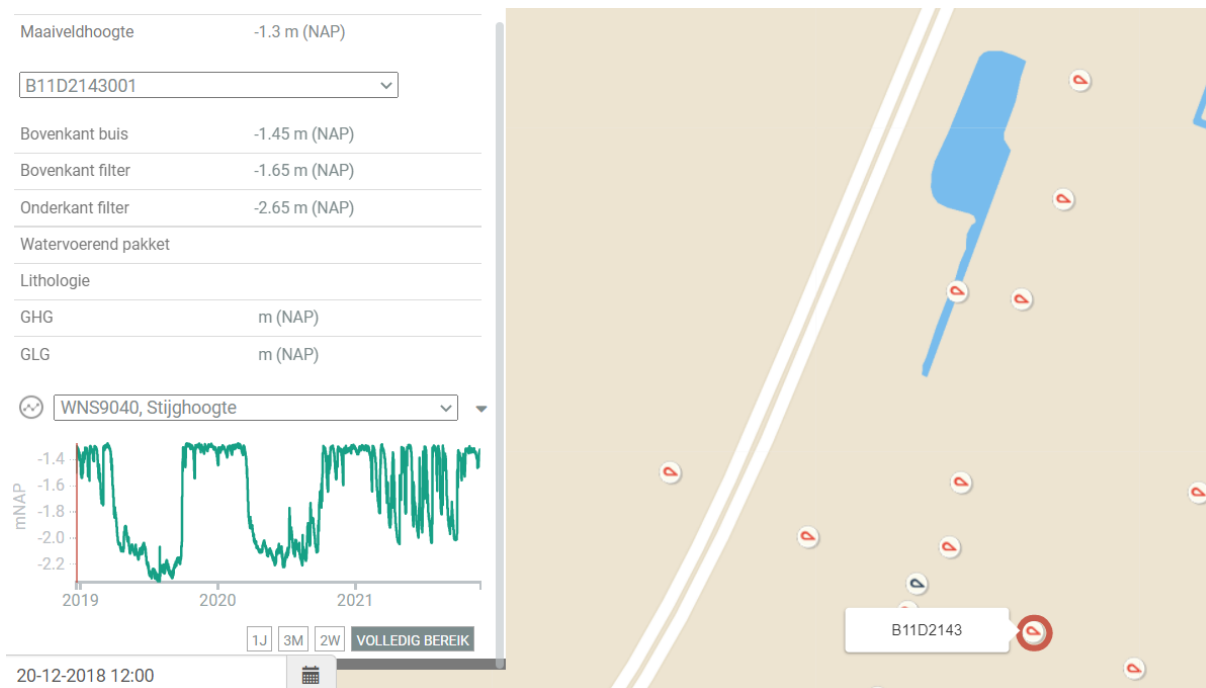 Maaiveldhoogte -1.3 m (NAP)
B11D2143001
Bovenkant buis -1.45 m (NAP)
Bovenkant filter -1.65 m (NAP)
Onderkant filter -2.65 m (NAP)
Watervoerend pakket
Lithologie
GHG m (NAP)
GLG m (NAP)
WNS9040, Stijghoogte
mNAP
-1.4
-1.6
-1.8
-2.0
-2.2
2019 2020 2021
1J 3M 2W VOLLEDIG BEREIK
20-12-2018 12:00
B11D2143